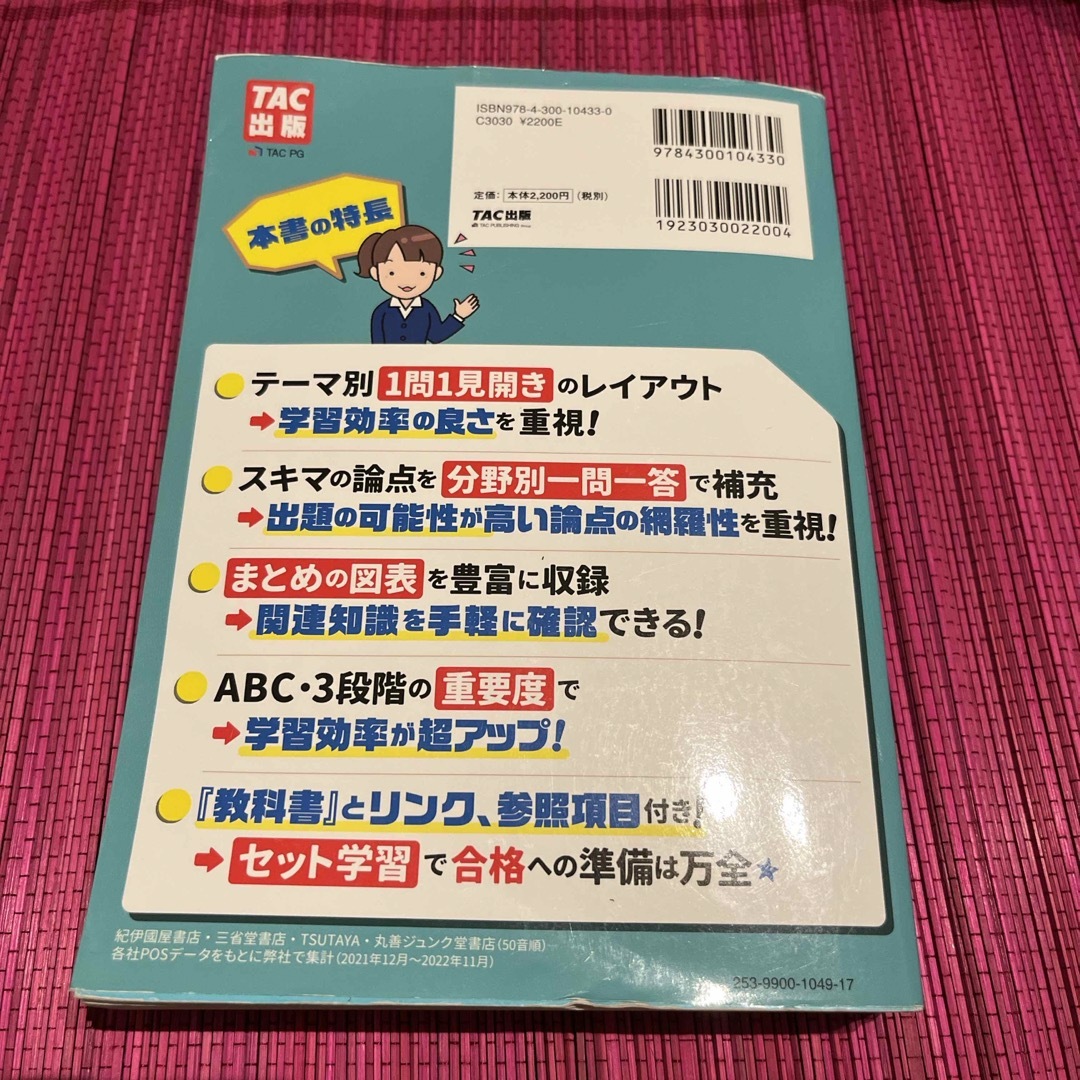 TAC
出版
TAC PG
ISBN978-4-300-10433-0
C3030 ¥2200E
9784300104330
定価： 本体2,200円 （税別）
TAC出版
TAC PUBLISHING Group
1923030022004
本書の特長
テーマ別 1問1見開き のレイアウト
➡学習効率の良さを重視！
スキマの論点を 分野別一問一答 で補充
➡出題の可能性が高い論点の網羅性を重視！
まとめの図表 を豊富に収録
➡関連知識を手軽に確認できる！
ABC・3段階の 重要度 で
➡学習効率が超アップ！
『教科書』とリンク、参照項目付き！
➡ セット学習 で合格への準備は万全☆
紀伊國屋書店・三省堂書店・TSUTAYA・丸善ジュンク堂書店（50音順）
各社POSデータをもとに弊社で集計（2021年12月～2022年11月）
253-9900-1049-17